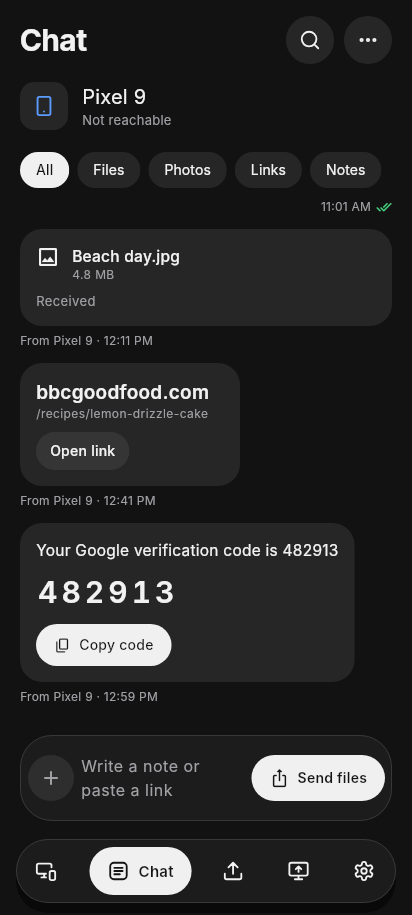 Chat
Pixel 9
Not reachable
All
Files
Photos
Links
Notes
11:01 AM
Beach day.jpg
4.8 MB
Received
From Pixel 9 · 12:11 PM
bbcgoodfood.com
/recipes/lemon-drizzle-cake
Open link
From Pixel 9 · 12:41 PM
Your Google verification code is 482913
482913
Copy code
From Pixel 9 · 12:59 PM
Write a note or
paste a link
Send files
Chat